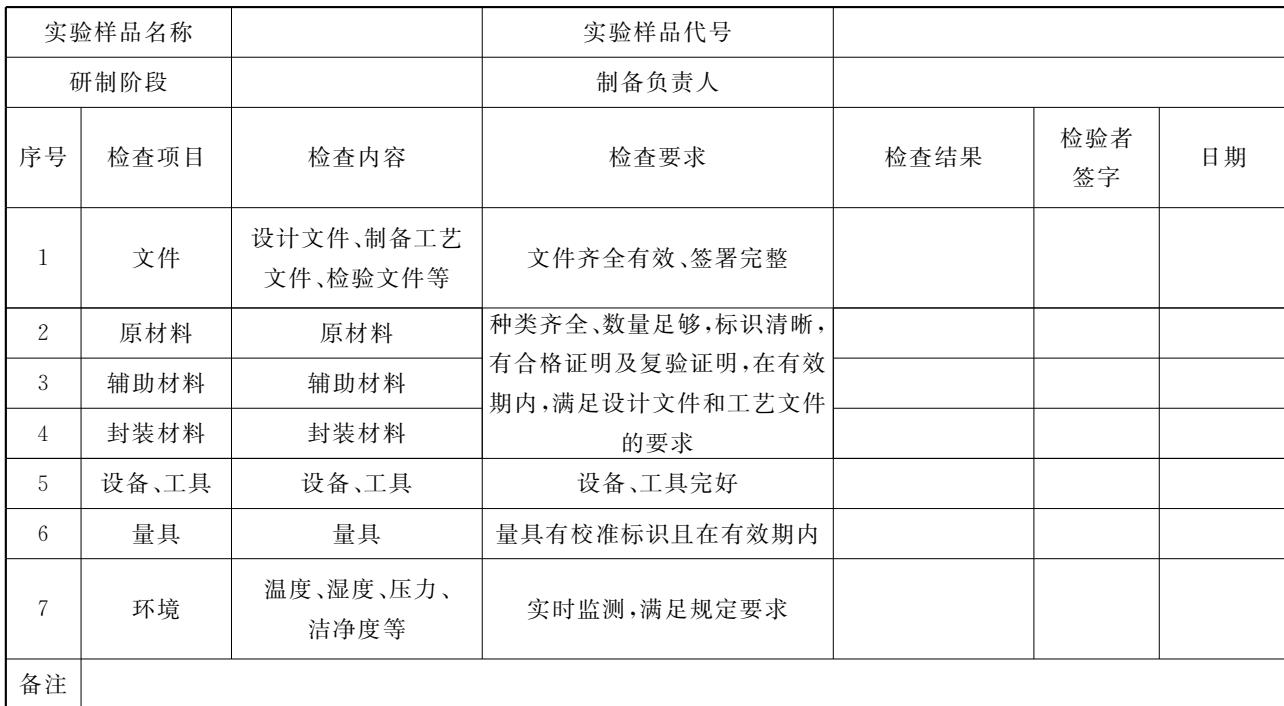 实验样品名称 实验样品代号
研制阶段 制备负责人
序号 检查项目 检查内容 检查要求 检查结果 检验者
签字 日期
1 文件 设计文件、制备工艺
文件、检验文件等 文件齐全有效、签署完整
2 原材料 原材料 种类齐全、数量足够,标识清晰,
有合格证明及复验证明,在有效
期内,满足设计文件和工艺文件
的要求
3 辅助材料 辅助材料
4 封装材料 封装材料
5 设备、工具 设备、工具 设备、工具完好
6 量具 量具 量具有校准标识且在有效期内
7 环境 温度、湿度、压力、
洁净度等 实时监测,满足规定要求
备注